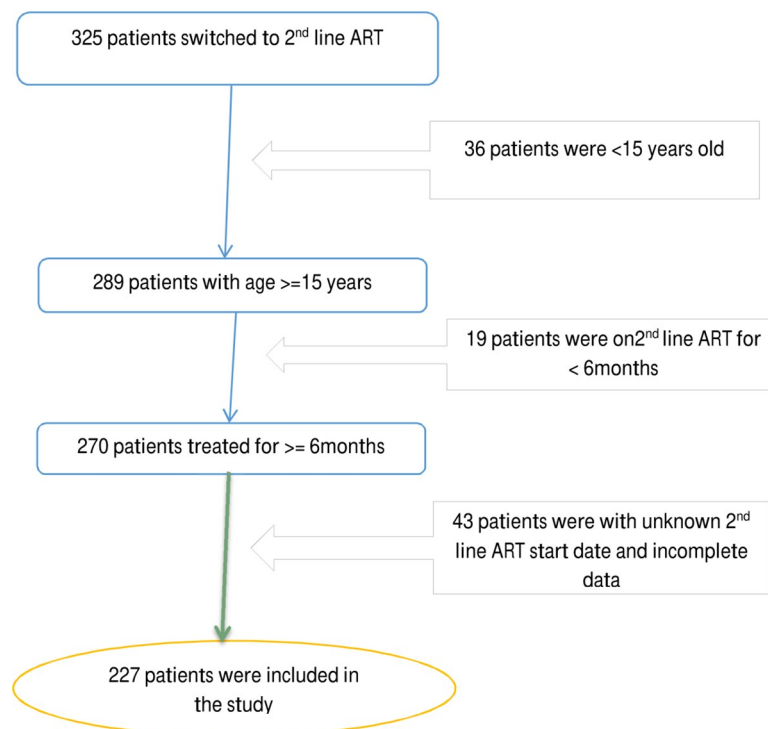 325 patients switched to 2nd line ART
36 patients were <15 years old
289 patients with age >=15 years
19 patients were on2nd line ART for
< 6months
270 patients treated for >= 6months
43 patients were with unknown 2nd
line ART start date and incomplete
data
227 patients were included in
the study